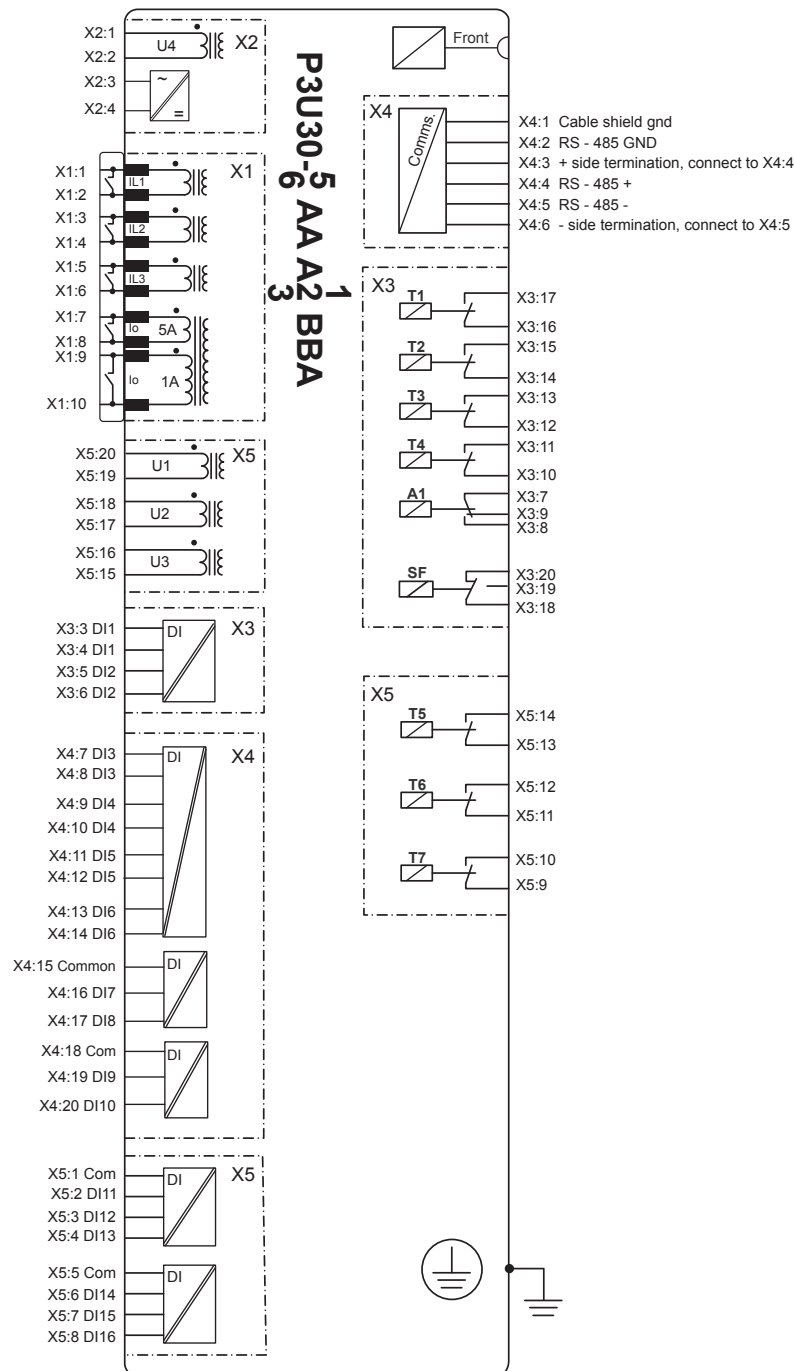 X2:1
X2:2
X2:3
X2:4
U4
X2
~
=
X1:1
X1:2
X1:3
X1:4
X1:5
X1:6
X1:7
X1:8
X1:9
X1:10
IL1
IL2
IL3
Io
5A
Io
1A
X1
X5:20
X5:19
X5:18
X5:17
X5:16
X5:15
U1
U2
U3
X5
X3:3 DI1
X3:4 DI1
X3:5 DI2
X3:6 DI2
DI
X3
X4:7 DI3
X4:8 DI3
X4:9 DI4
X4:10 DI4
X4:11 DI5
X4:12 DI5
X4:13 DI6
X4:14 DI6
DI
X4
X4:15 Common
X4:16 DI7
X4:17 DI8
DI
X4:18 Com
X4:19 DI9
X4:20 DI10
DI
X5:1 Com
X5:2 DI11
X5:3 DI12
X5:4 DI13
DI
X5
X5:5 Com
X5:6 DI14
X5:7 DI15
X5:8 DI16
DI
P3U30-5 AA A2 1 BBA
6 3
Front
X4
Comms.
X4:1 Cable shield gnd
X4:2 RS - 485 GND
X4:3 + side termination, connect to X4:4
X4:4 RS - 485 +
X4:5 RS - 485 -
X4:6 - side termination, connect to X4:5
X3
T1
X3:17
X3:16
T2
X3:15
X3:14
T3
X3:13
X3:12
T4
X3:11
X3:10
A1
X3:7
X3:9
X3:8
SF
X3:20
X3:19
X3:18
X5
T5
X5:14
X5:13
T6
X5:12
X5:11
T7
X5:10
X5:9